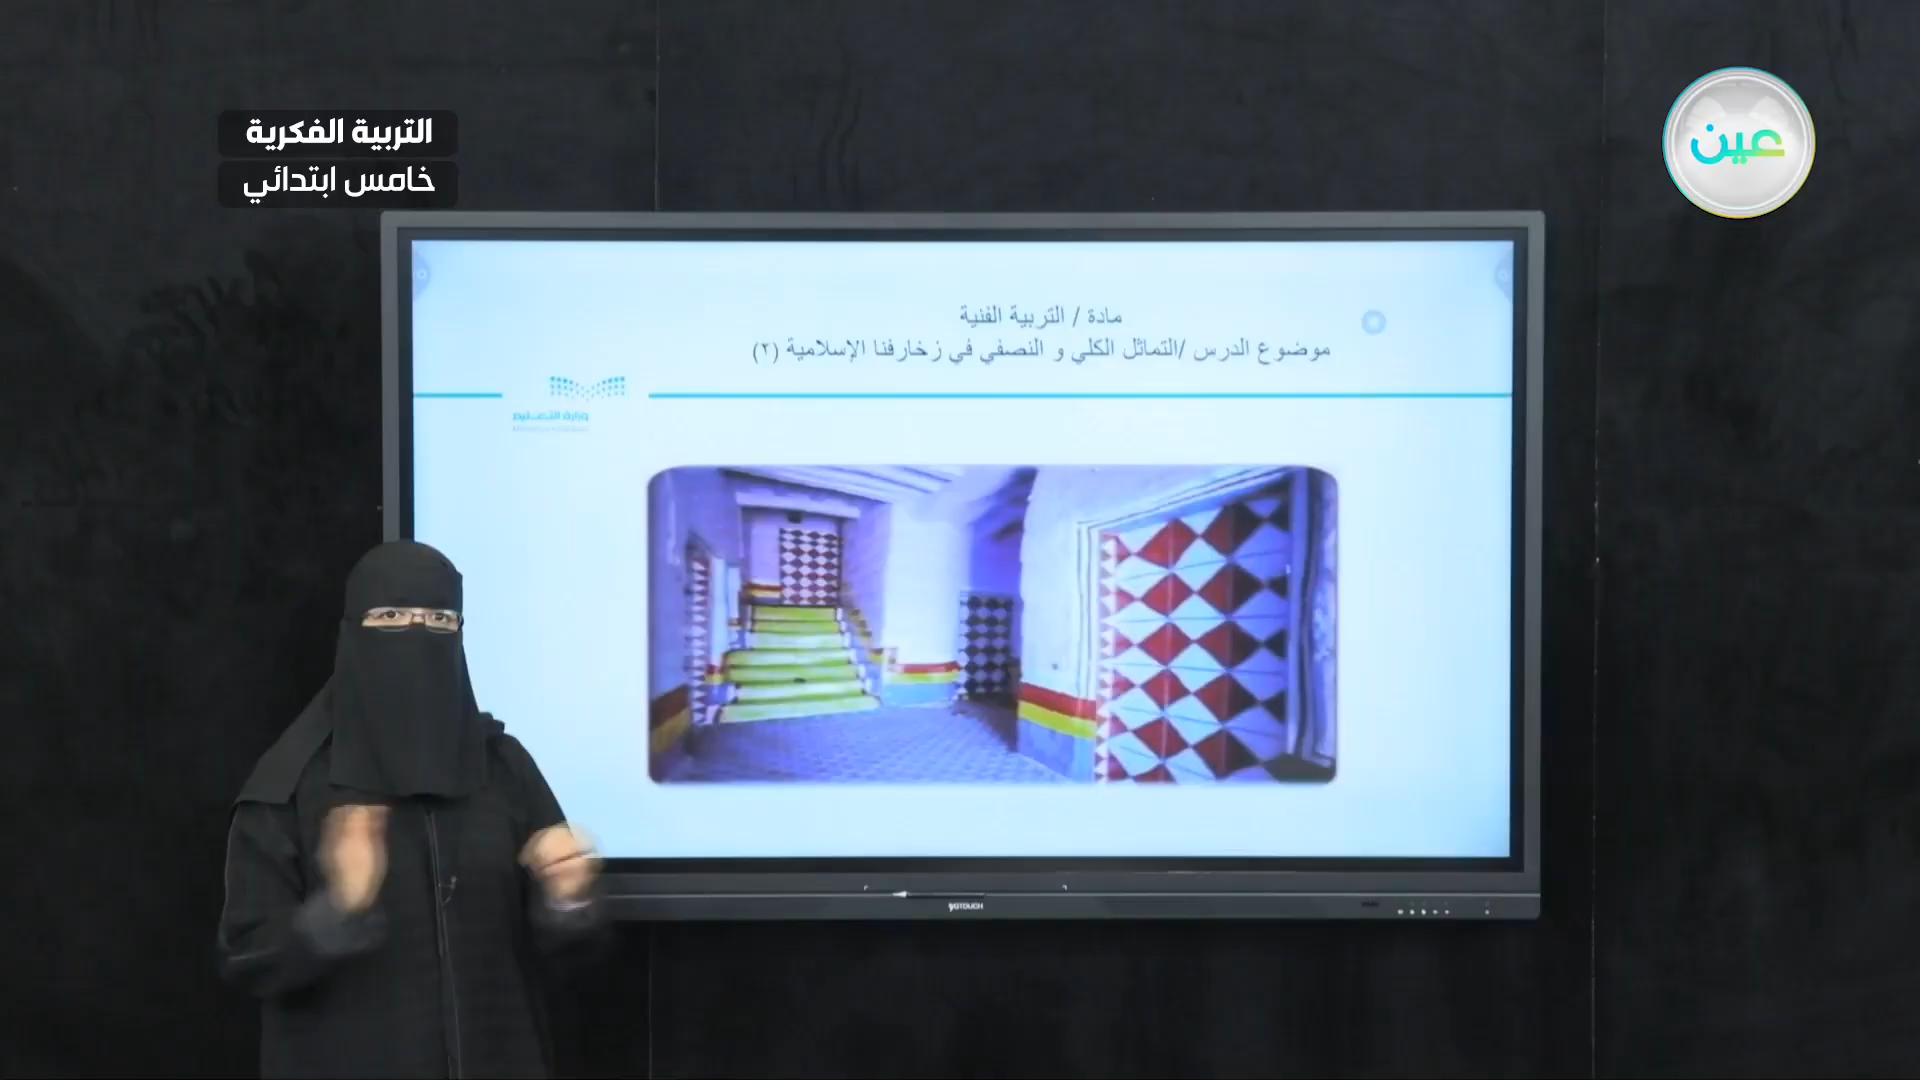 التربية الفكرية
خامس ابتدائي
عين
مادة / التربية الفنية
موضوع الدرس /التماثل الكلي و النصفي في زخارفنا الإسلامية (٢)
وزارة التعليم